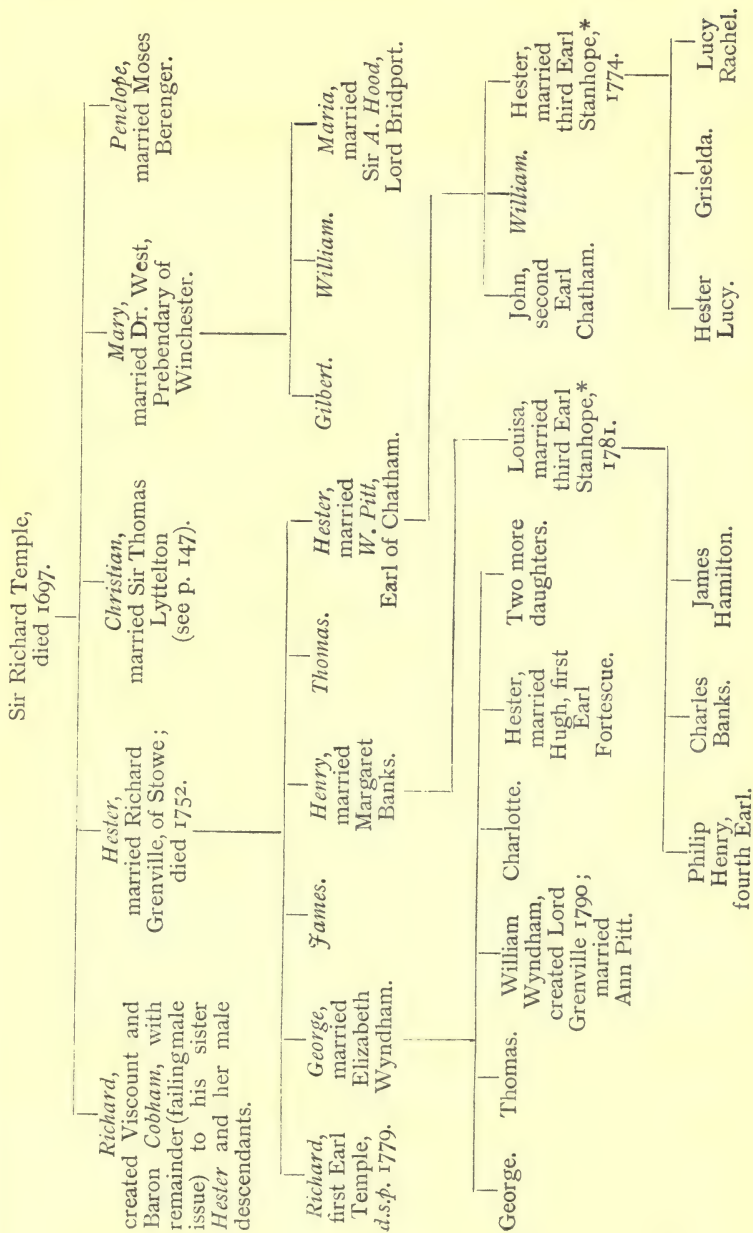 Sir Richard Temple,
died 1697.
Richard,
created Viscount and
Baron Cobham, with
remainder (failing male
issue) to his sister
Hester and her male
descendants.
Hester,
married Richard
Grenville, of Stowe;
died 1752.
Christian,
married Sir Thomas
Lyttelton
(see p. 147).
Mary,
married Dr. West,
Prebendary of
Winchester.
Penelope,
married Moses
Berenger.
Richard,
first Earl
Temple,
d.s.p. 1779.
George,
married
Elizabeth
Wyndham.
James.
Henry,
married
Margaret
Banks.
Thomas.
Hester,
married
W. Pitt,
Earl of Chatham.
Gilbert.
William.
Maria,
married
Sir A. Hood,
Lord Bridport.
George.
Thomas.
William
Wyndham,
created Lord
Grenville 1790;
married
Ann Pitt.
Charlotte.
Hester,
married
Hugh, first
Earl
Fortescue.
Two more
daughters.
Louisa,
married
third Earl
Stanhope,*
1781.
John,
second
Earl
Chatham.
William.
Hester,
married
third Earl
Stanhope,*
1774.
Philip
Henry,
fourth Earl.
Charles
Banks.
James
Hamilton.
Hester
Lucy.
Griselda.
Lucy
Rachel.